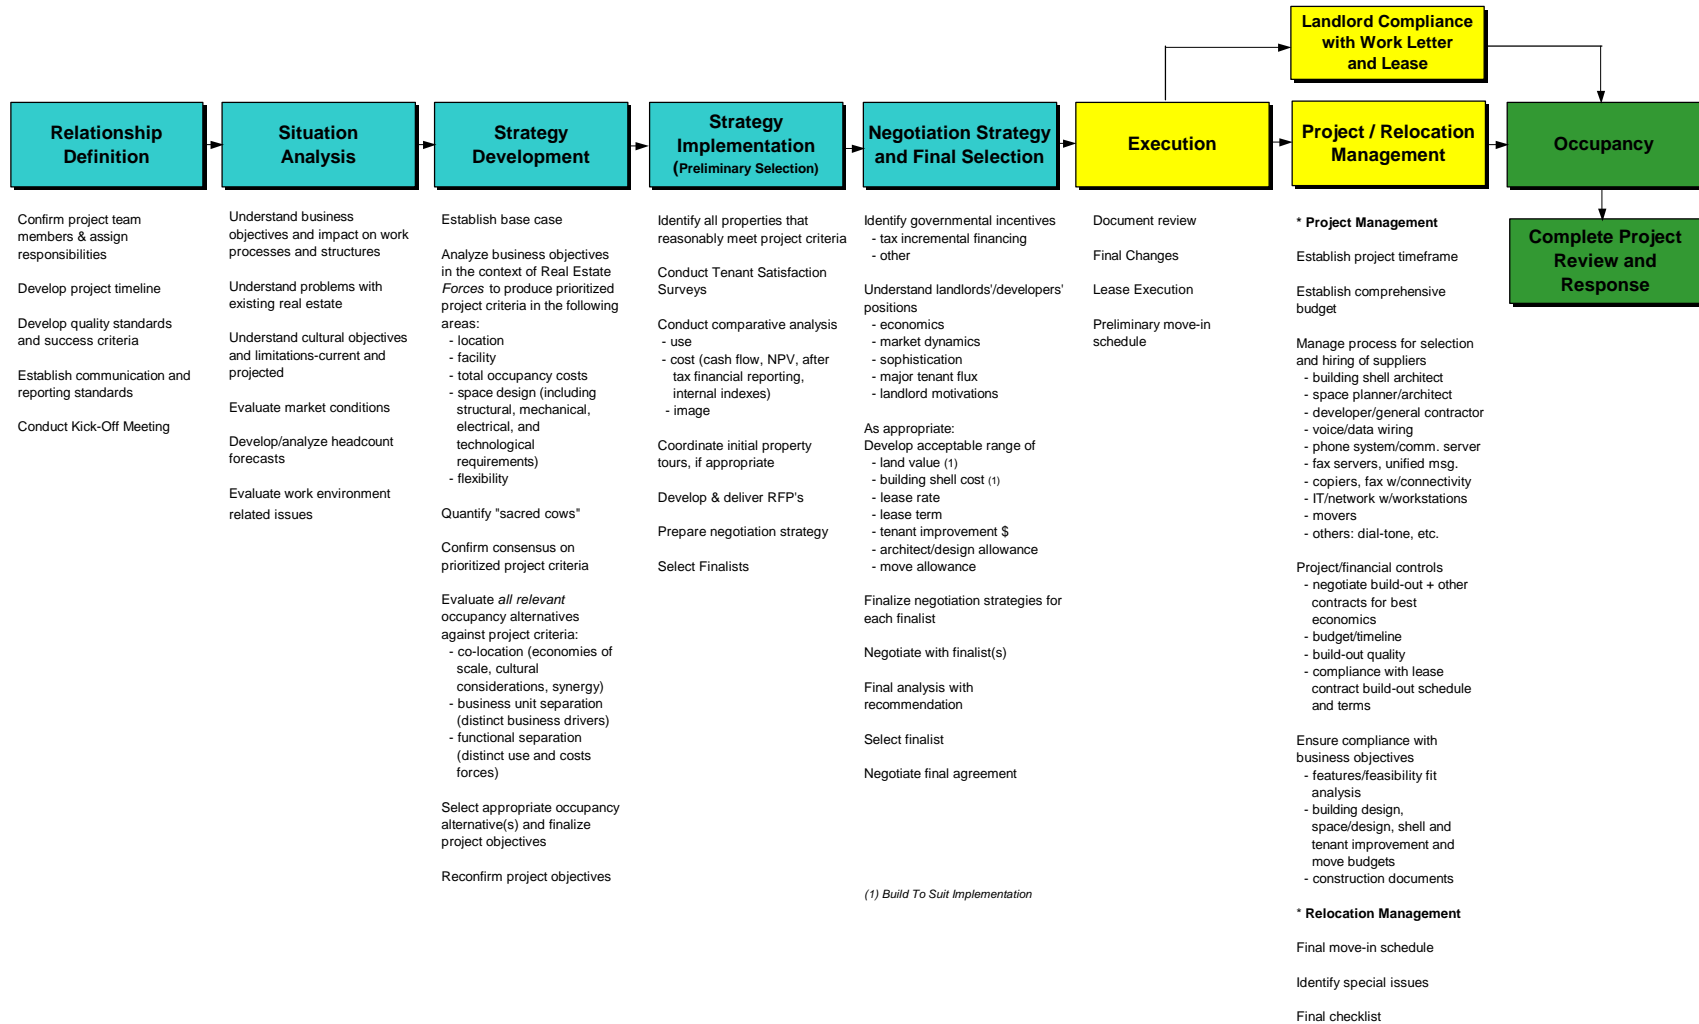 Landlord Compliance
with Work Letter
and Lease
Relationship
Definition
Situation
Analysis
Strategy
Development
Strategy
Implementation
(Preliminary Selection)
Negotiation Strategy
and Final Selection
Execution
Project / Relocation
Management
Occupancy
Complete Project
Review and
Response
Confirm project team
members & assign
responsibilities
Develop project timeline
Develop quality standards
and success criteria
Establish communication and
reporting standards
Conduct Kick-Off Meeting
Understand business
objectives and impact on work
processes and structures
Understand problems with
existing real estate
Understand cultural objectives
and limitations-current and
projected
Evaluate market conditions
Develop/analyze headcount
forecasts
Evaluate work environment
related issues
Establish base case
Analyze business objectives
in the context of Real Estate
Forces to produce prioritized
project criteria in the following
areas:
- location
- facility
- total occupancy costs
- space design (including
structural, mechanical,
electrical, and
technological
requirements)
- flexibility
Quantify "sacred cows"
Confirm consensus on
prioritized project criteria
Evaluate all relevant
occupancy alternatives
against project criteria:
- co-location (economies of
scale, cultural
considerations, synergy)
- business unit separation
(distinct business drivers)
- functional separation
(distinct use and costs
forces)
Select appropriate occupancy
alternative(s) and finalize
project objectives
Reconfirm project objectives
Identify all properties that
reasonably meet project criteria
Conduct Tenant Satisfaction
Surveys
Conduct comparative analysis
- use
- cost (cash flow, NPV, after
tax financial reporting,
internal indexes)
- image
Coordinate initial property
tours, if appropriate
Develop & deliver RFP's
Prepare negotiation strategy
Select Finalists
Identify governmental incentives
- tax incremental financing
- other
Understand landlords'/developers'
positions
- economics
- market dynamics
- sophistication
- major tenant flux
- landlord motivations
As appropriate:
Develop acceptable range of
- land value (1)
- building shell cost (1)
- lease rate
- lease term
- tenant improvement $
- architect/design allowance
- move allowance
Finalize negotiation strategies for
each finalist
Negotiate with finalist(s)
Final analysis with
recommendation
Select finalist
Negotiate final agreement
(1) Build To Suit Implementation
Document review
Final Changes
Lease Execution
Preliminary move-in
schedule
* Project Management
Establish project timeframe
Establish comprehensive
budget
Manage process for selection
and hiring of suppliers
- building shell architect
- space planner/architect
- developer/general contractor
- voice/data wiring
- phone system/comm. server
- fax servers, unified msg.
- copiers, fax w/connectivity
- IT/network w/workstations
- movers
- others: dial-tone, etc.
Project/financial controls
- negotiate build-out + other
contracts for best
economics
- budget/timeline
- build-out quality
- compliance with lease
contract build-out schedule
and terms
Ensure compliance with
business objectives
- features/feasibility fit
analysis
- building design,
space/design, shell and
tenant improvement and
move budgets
- construction documents
* Relocation Management
Final move-in schedule
Identify special issues
Final checklist